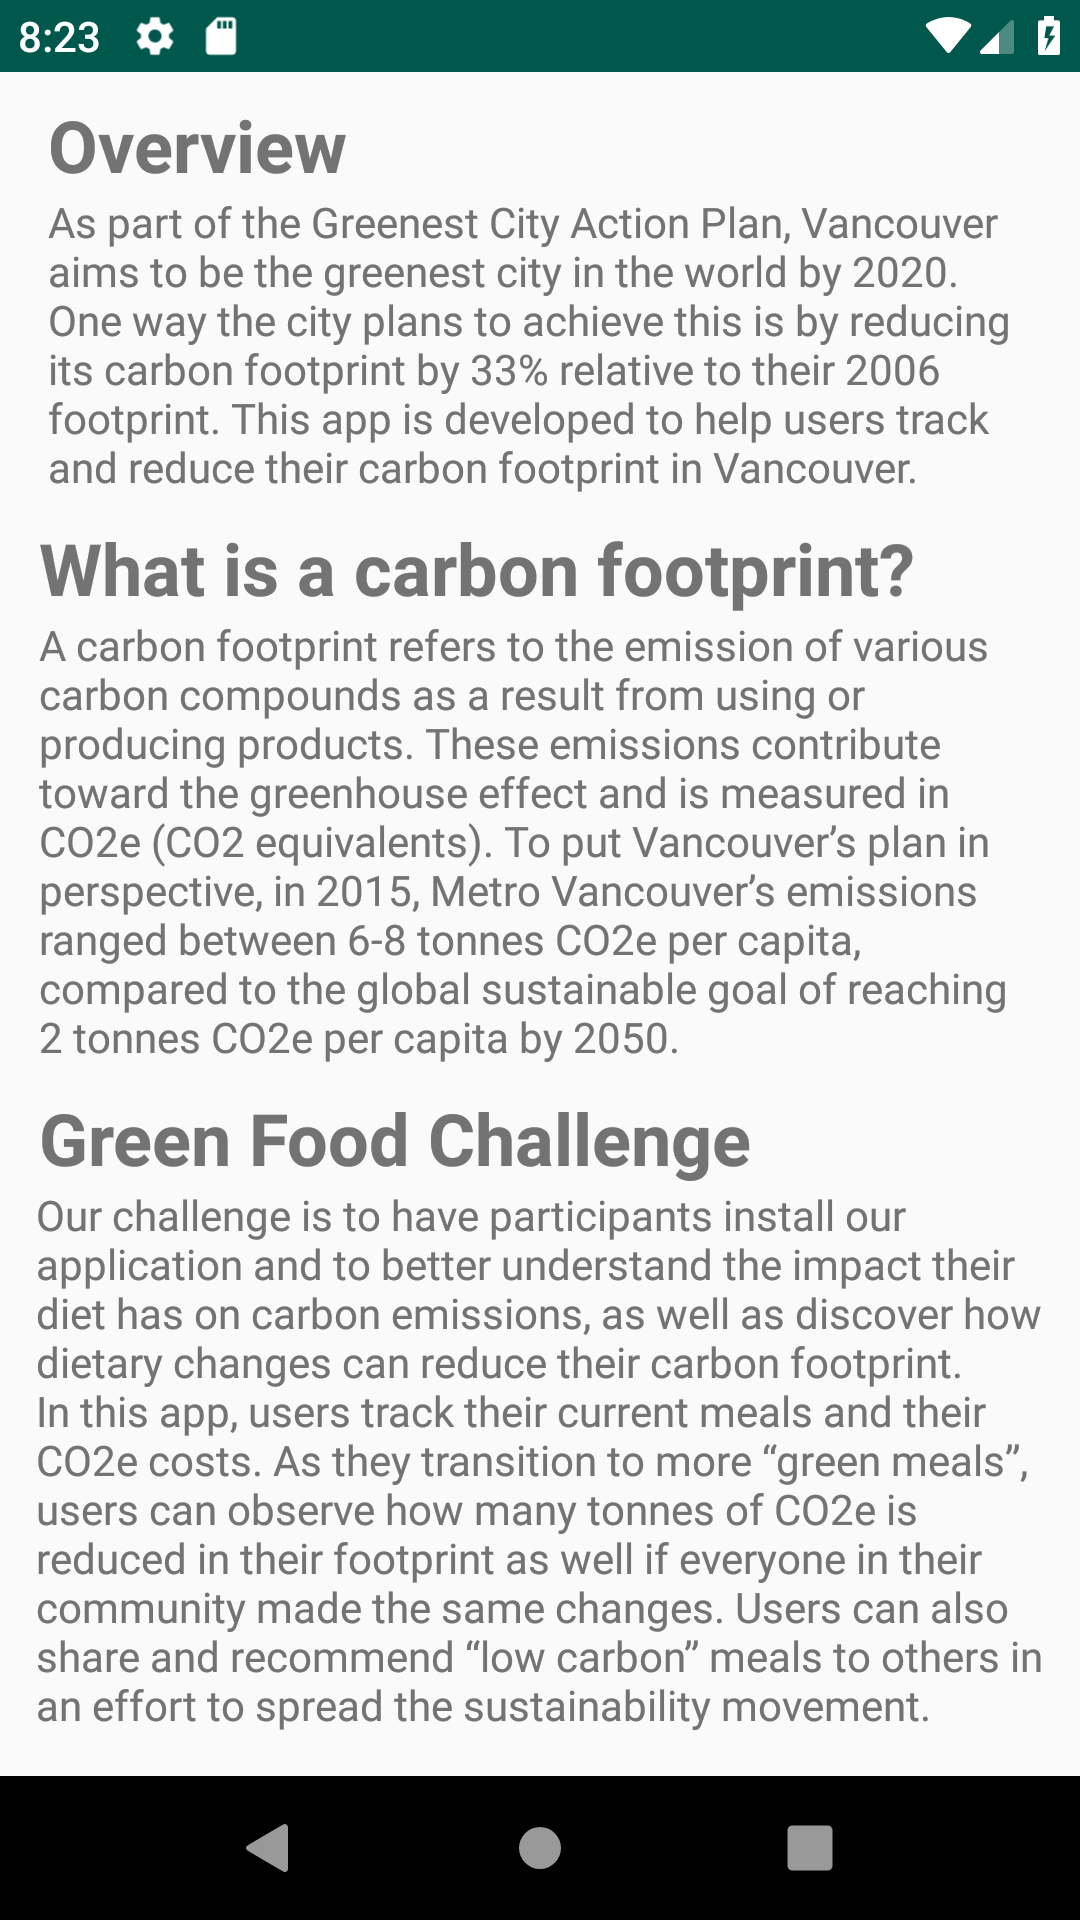 8:23
Overview
As part of the Greenest City Action Plan, Vancouver
aims to be the greenest city in the world by 2020.
One way the city plans to achieve this is by reducing
its carbon footprint by 33% relative to their 2006
footprint. This app is developed to help users track
and reduce their carbon footprint in Vancouver.
What is a carbon footprint?
A carbon footprint refers to the emission of various
carbon compounds as a result from using or
producing products. These emissions contribute
toward the greenhouse effect and is measured in
CO2e (CO2 equivalents). To put Vancouver’s plan in
perspective, in 2015, Metro Vancouver’s emissions
ranged between 6-8 tonnes CO2e per capita,
compared to the global sustainable goal of reaching
2 tonnes CO2e per capita by 2050.
Green Food Challenge
Our challenge is to have participants install our
application and to better understand the impact their
diet has on carbon emissions, as well as discover how
dietary changes can reduce their carbon footprint.
In this app, users track their current meals and their
CO2e costs. As they transition to more “green meals”,
users can observe how many tonnes of CO2e is
reduced in their footprint as well if everyone in their
community made the same changes. Users can also
share and recommend “low carbon” meals to others in
an effort to spread the sustainability movement.